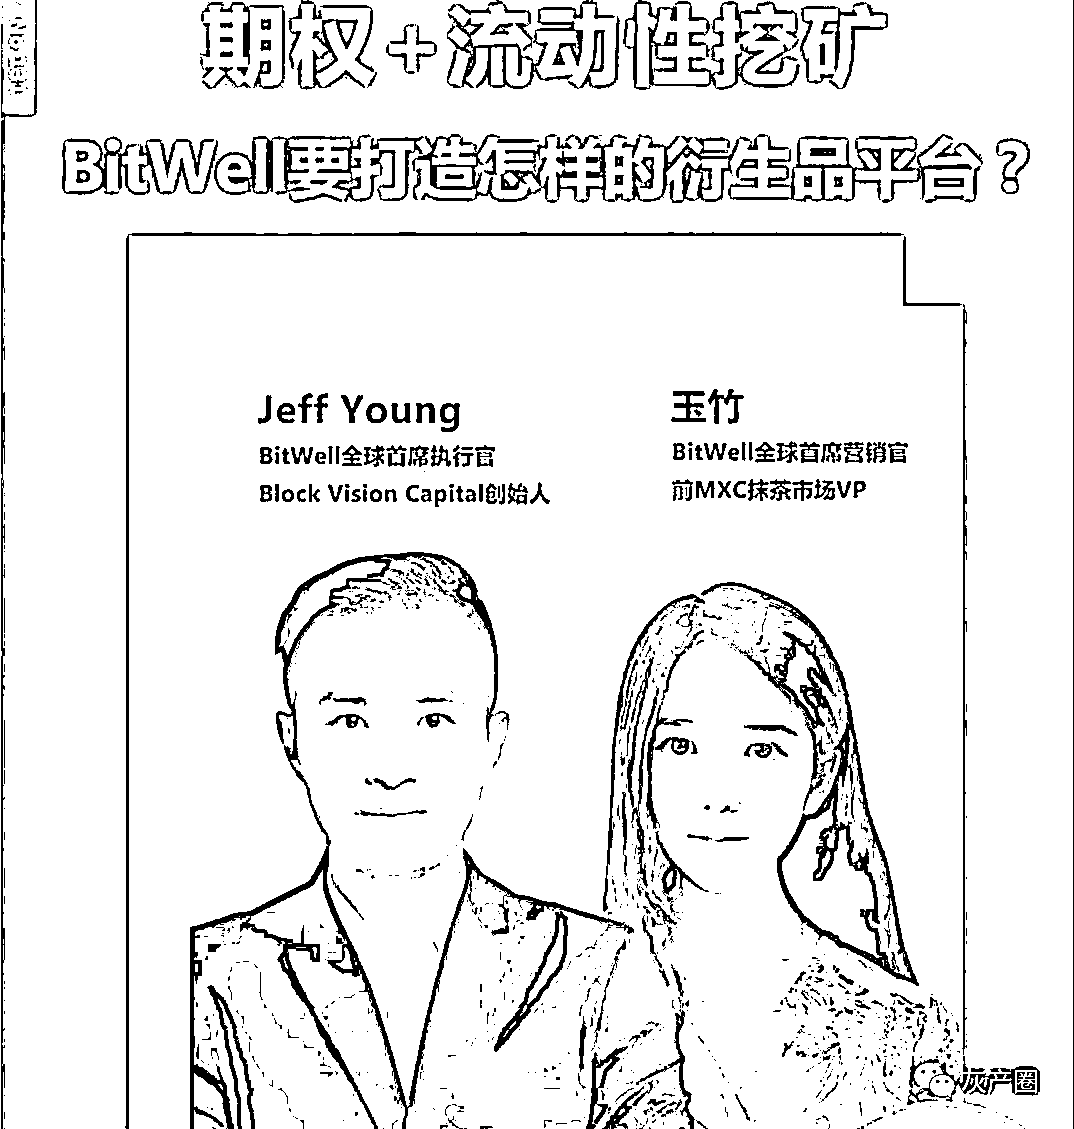 期权+流动性挖矿
BitWell要打造怎样的衍生品平台？
Jeff Young
BitWell全球首席执行官
Block Vision Capital创始人
玉竹
BitWell全球首席营销官
前MXC抹茶市场VP
灰产圈